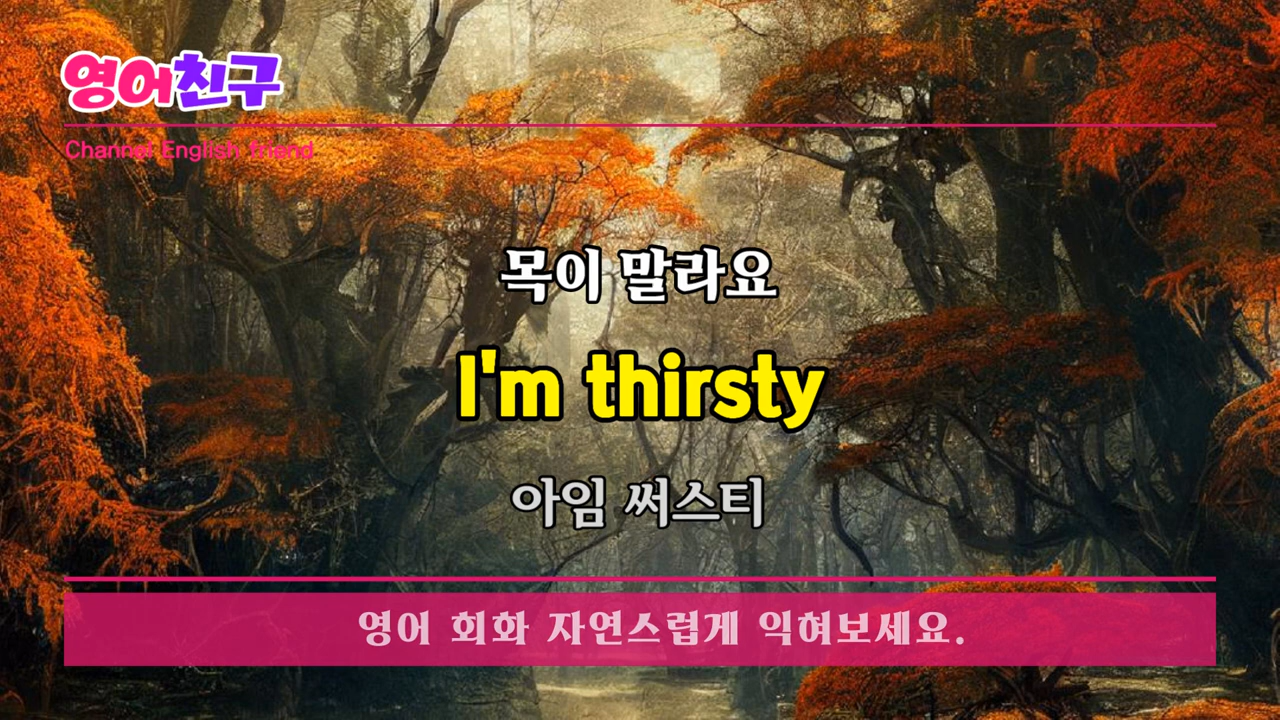 영어친구
Channel English friend
목이 말라요
I'm thirsty
아임 써스티
영어 회화 자연스럽게 익혀보세요.